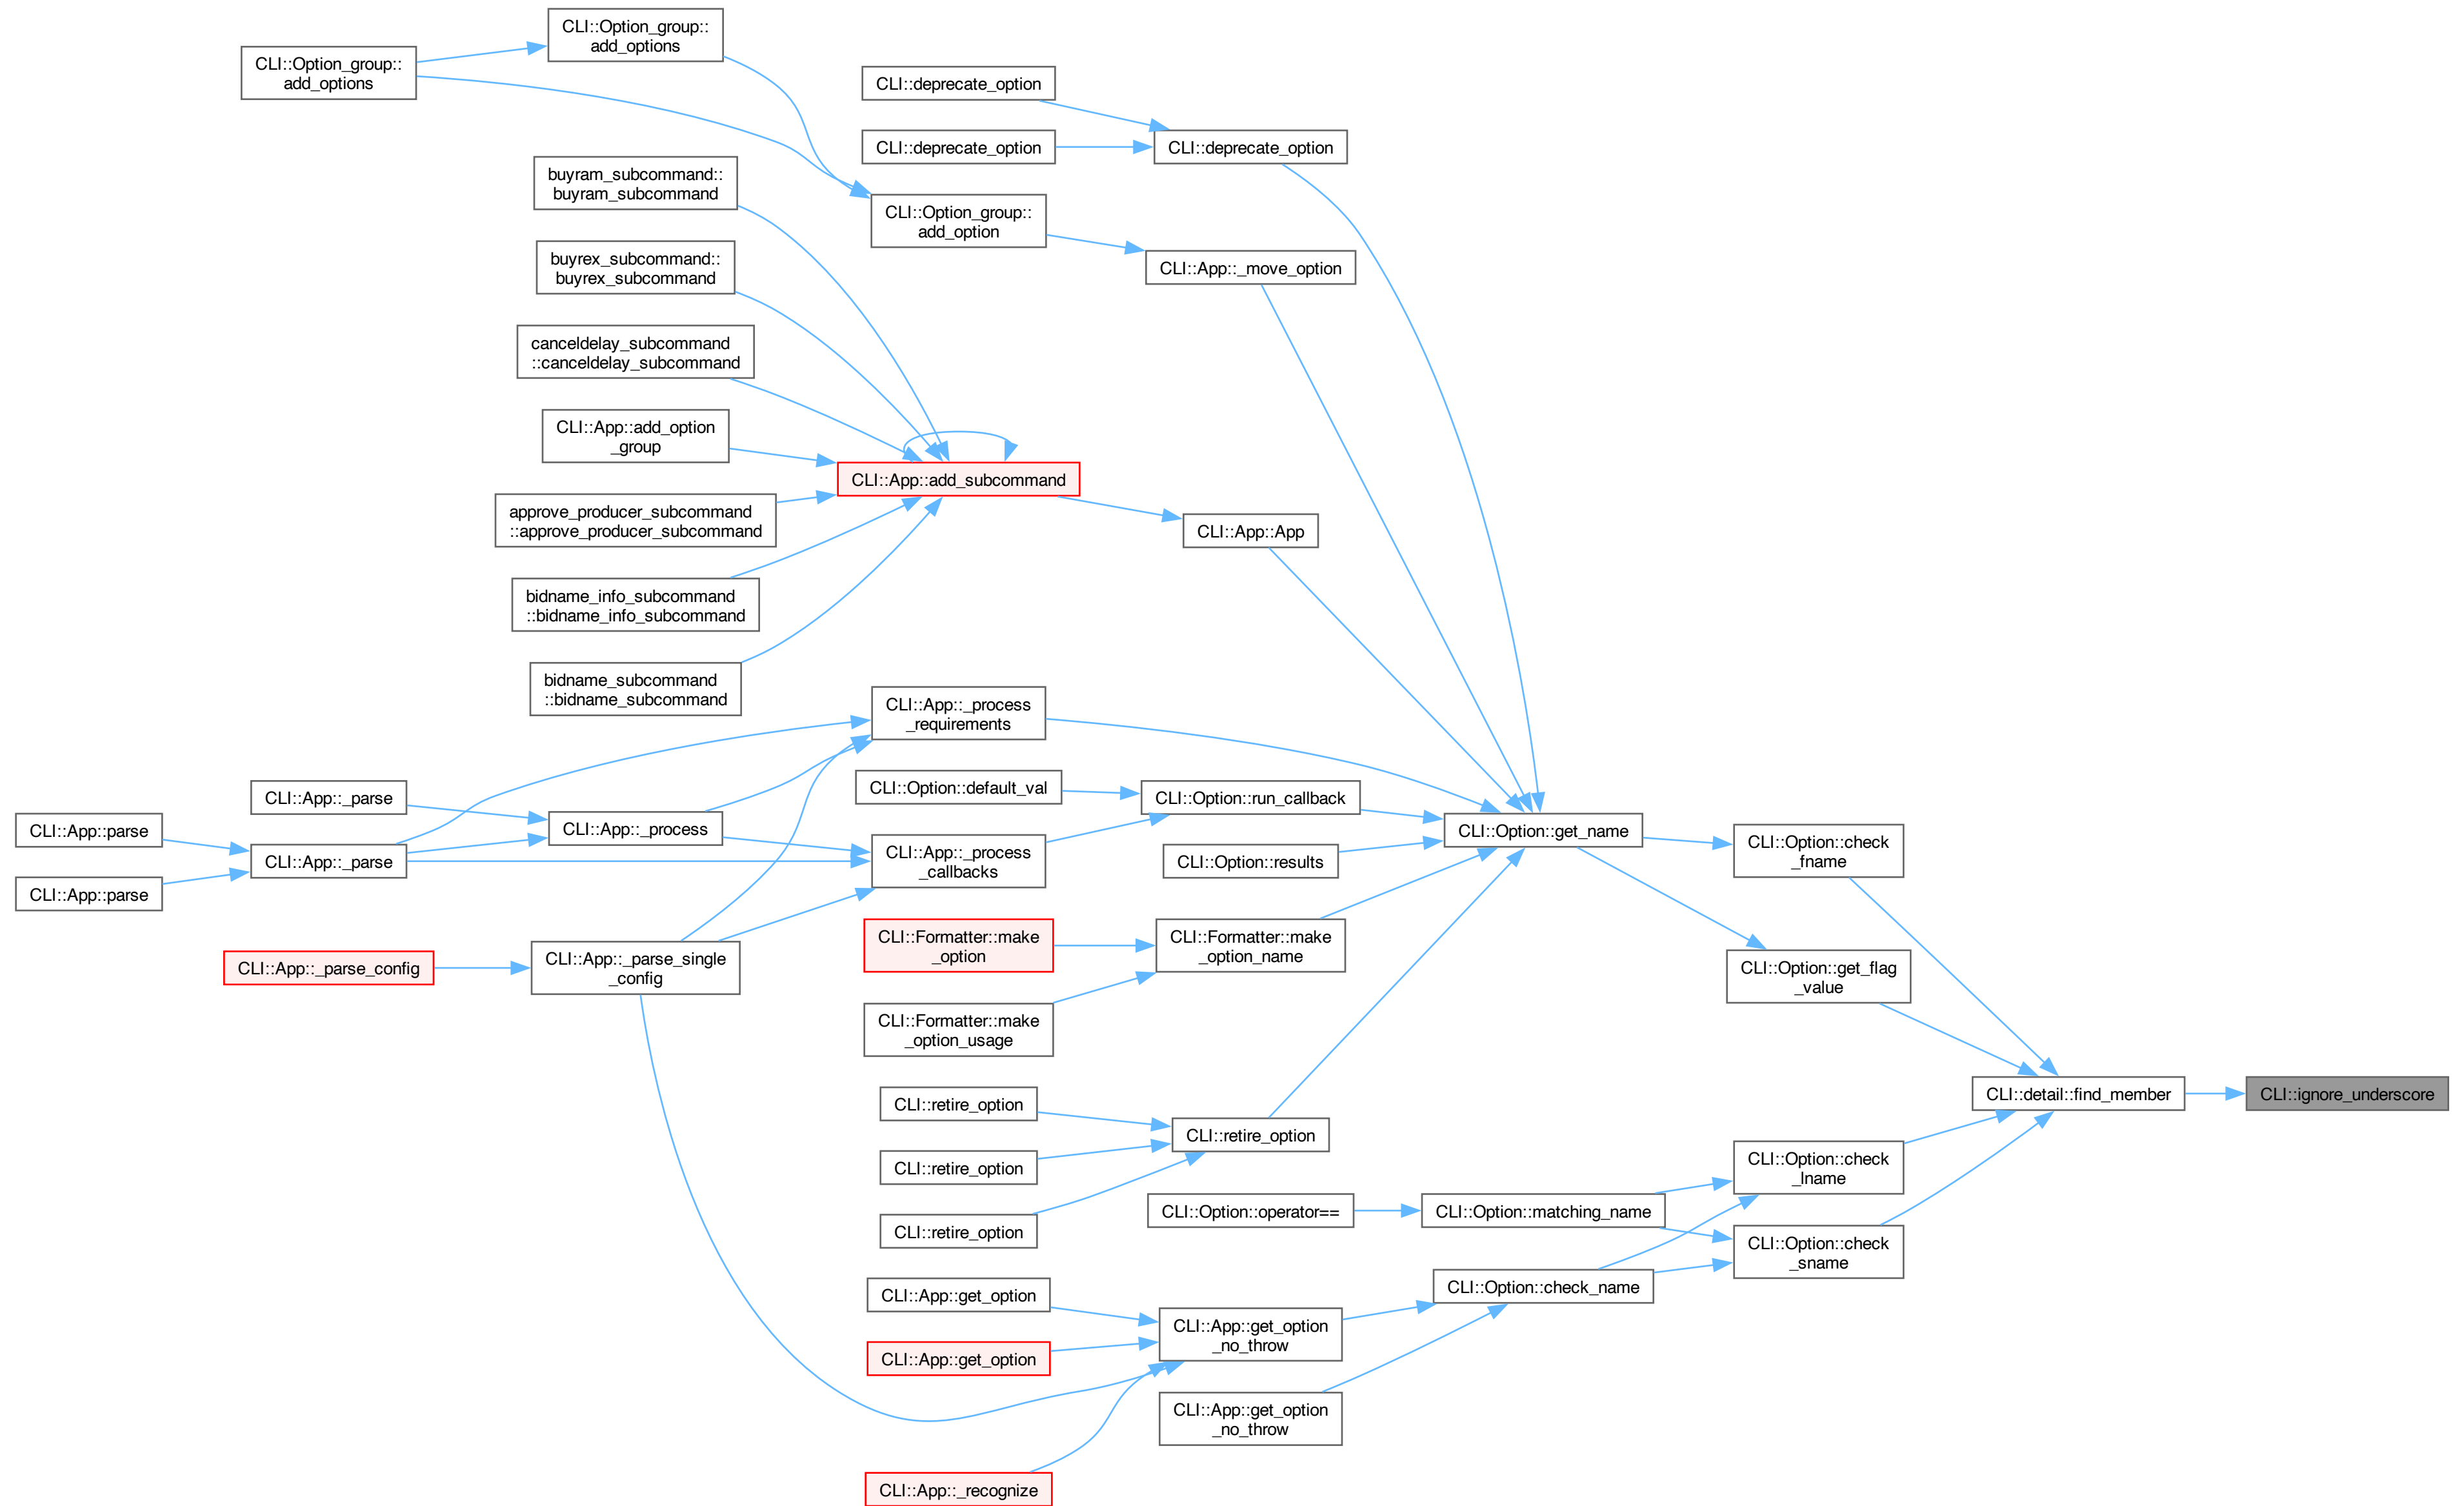 CLI::Option_group::
add_options
CLI::Option_group::
add_options
CLI::deprecate_option
CLI::deprecate_option
CLI::deprecate_option
buyram_subcommand::
buyram_subcommand
CLI::Option_group::
add_option
buyrex_subcommand::
buyrex_subcommand
CLI::App::_move_option
canceldelay_subcommand
::canceldelay_subcommand
CLI::App::add_option
_group
CLI::App::add_subcommand
approve_producer_subcommand
::approve_producer_subcommand
CLI::App::App
bidname_info_subcommand
::bidname_info_subcommand
bidname_subcommand
::bidname_subcommand
CLI::App::_process
_requirements
CLI::Option::default_val
CLI::Option::run_callback
CLI::App::_parse
CLI::App::parse
CLI::App::_process
CLI::Option::get_name
CLI::App::_parse
CLI::App::_process
_callbacks
CLI::Option::results
CLI::Option::check
_fname
CLI::App::parse
CLI::Formatter::make
_option
CLI::Formatter::make
_option_name
CLI::App::_parse_config
CLI::App::_parse_single
_config
CLI::Option::get_flag
_value
CLI::Formatter::make
_option_usage
CLI::detail::find_member
CLI::ignore_underscore
CLI::retire_option
CLI::retire_option
CLI::retire_option
CLI::Option::check
_lname
CLI::Option::operator==
CLI::Option::matching_name
CLI::retire_option
CLI::Option::check
_sname
CLI::App::get_option
CLI::Option::check_name
CLI::App::get_option
_no_throw
CLI::App::get_option
CLI::App::get_option
_no_throw
CLI::App::_recognize